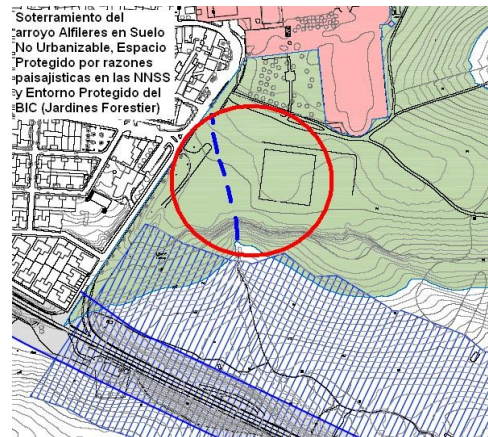 Soterramiento del
arroyo Alfileres en Suelo
No Urbanizable, Espacio
Protegido por razones
paisajisticas en las NNSS
y Entorno Protegido del
BIC (Jardines Forestier)